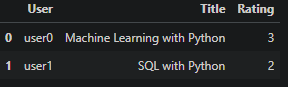 User Title Rating
0 user0 Machine Learning with Python 3
1 user1 SQL with Python 2